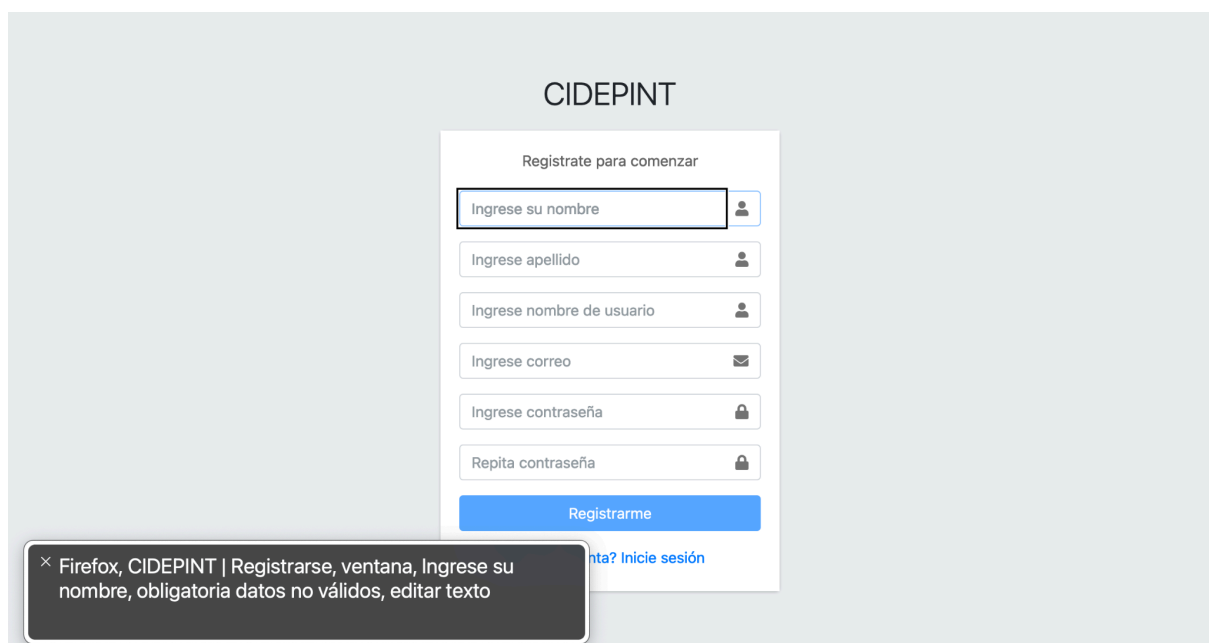 CIDEPINT
Registrate para comenzar
Ingrese su nombre
Ingrese apellido
Ingrese nombre de usuario
Ingrese correo
Ingrese contraseña
Repita contraseña
Registrarme
Inicie sesión
× Firefox, CIDEPINT | Registrarse, ventana, Ingrese su
nombre, obligatoria datos no válidos, editar texto